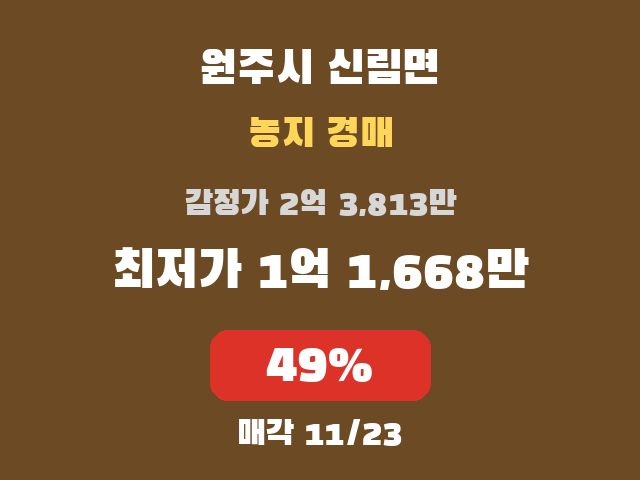 원주시 신림면
농지 경매
감정가 2억 3,813만
최저가 1억 1,668만
49%
매각 11/23